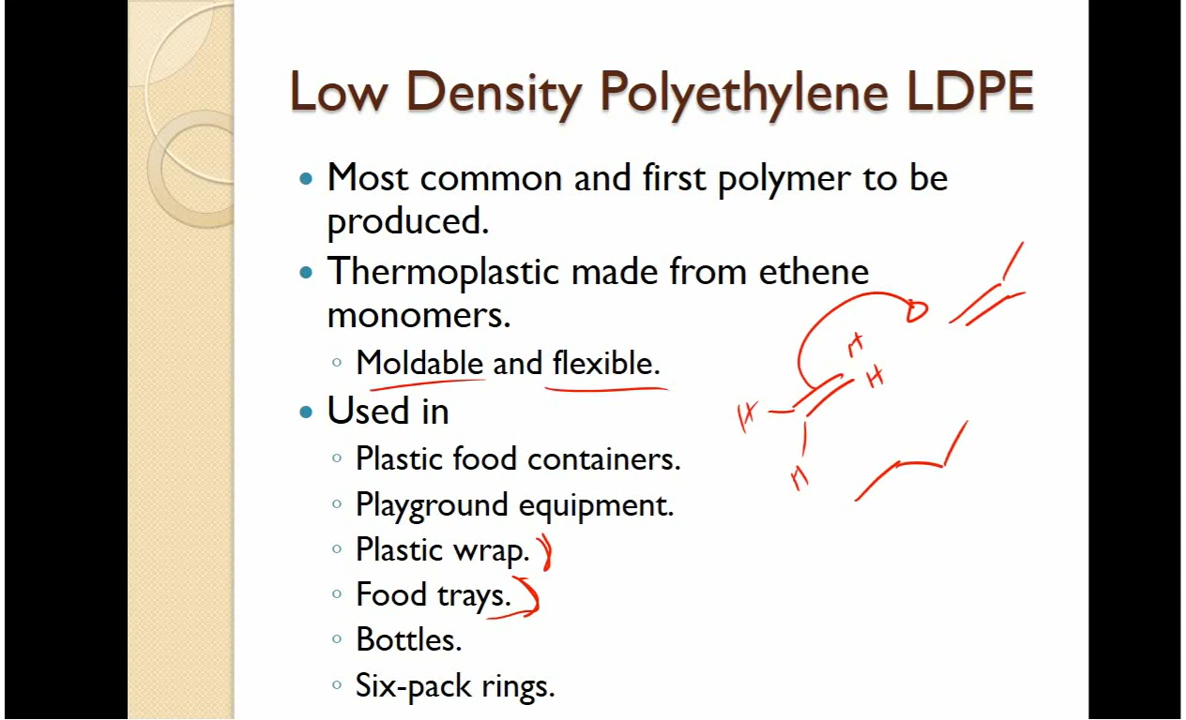 Low Density Polyethylene LDPE
• Most common and first polymer to be
produced.
• Thermoplastic made from ethene
monomers.
◦ Moldable and flexible.
• Used in
◦ Plastic food containers.
◦ Playground equipment.
◦ Plastic wrap.
◦ Food trays.
◦ Bottles.
◦ Six-pack rings.
H
H
H
H